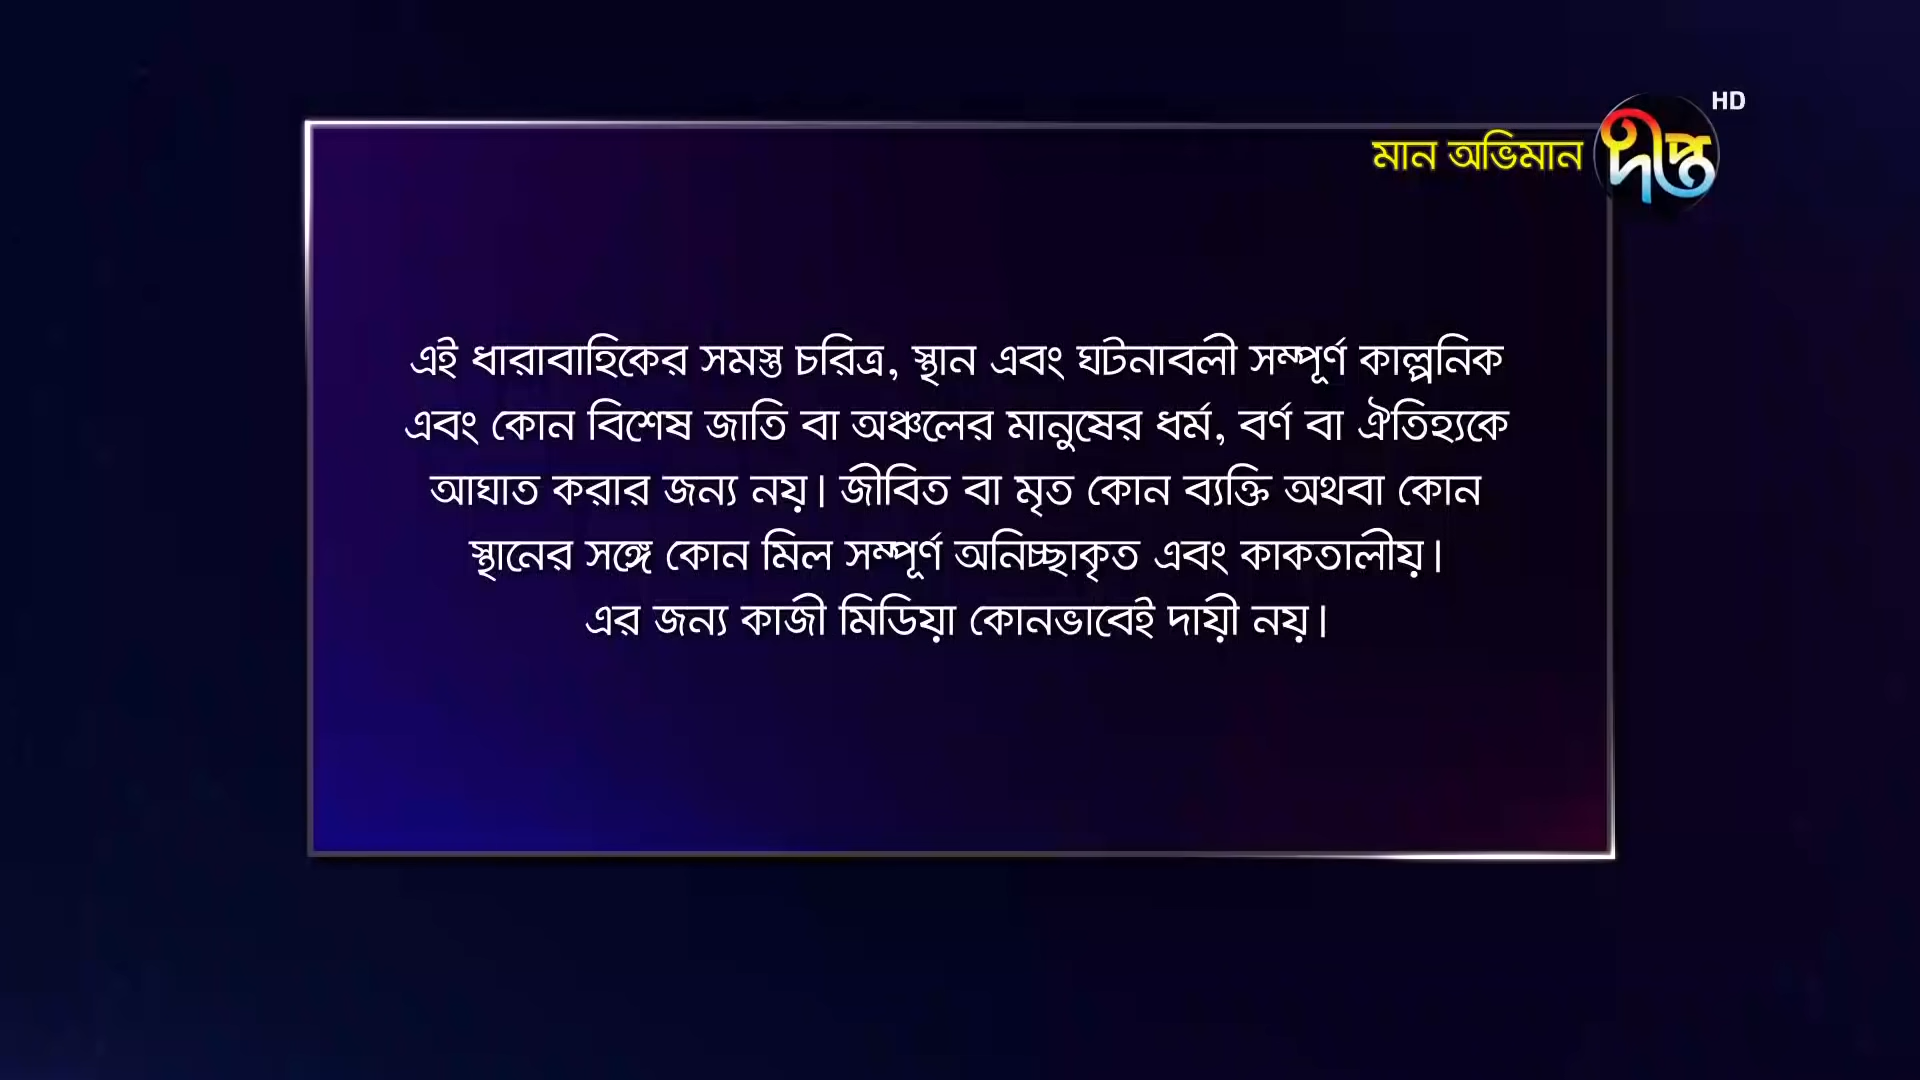 HD
মান অভিমান
দীপ্ত
এই ধারাবাহিকের সমস্ত চরিত্র, স্থান এবং ঘটনাবলী সম্পূর্ণ কাল্পনিক
এবং কোন বিশেষ জাতি বা অঞ্চলের মানুষের ধর্ম, বর্ণ বা ঐতিহ্যকে
আঘাত করার জন্য নয়। জীবিত বা মৃত কোন ব্যক্তি অথবা কোন
স্থানের সঙ্গে কোন মিল সম্পূর্ণ অনিচ্ছাকৃত এবং কাকতালীয়।
এর জন্য কাজী মিডিয়া কোনভাবেই দায়ী নয়।